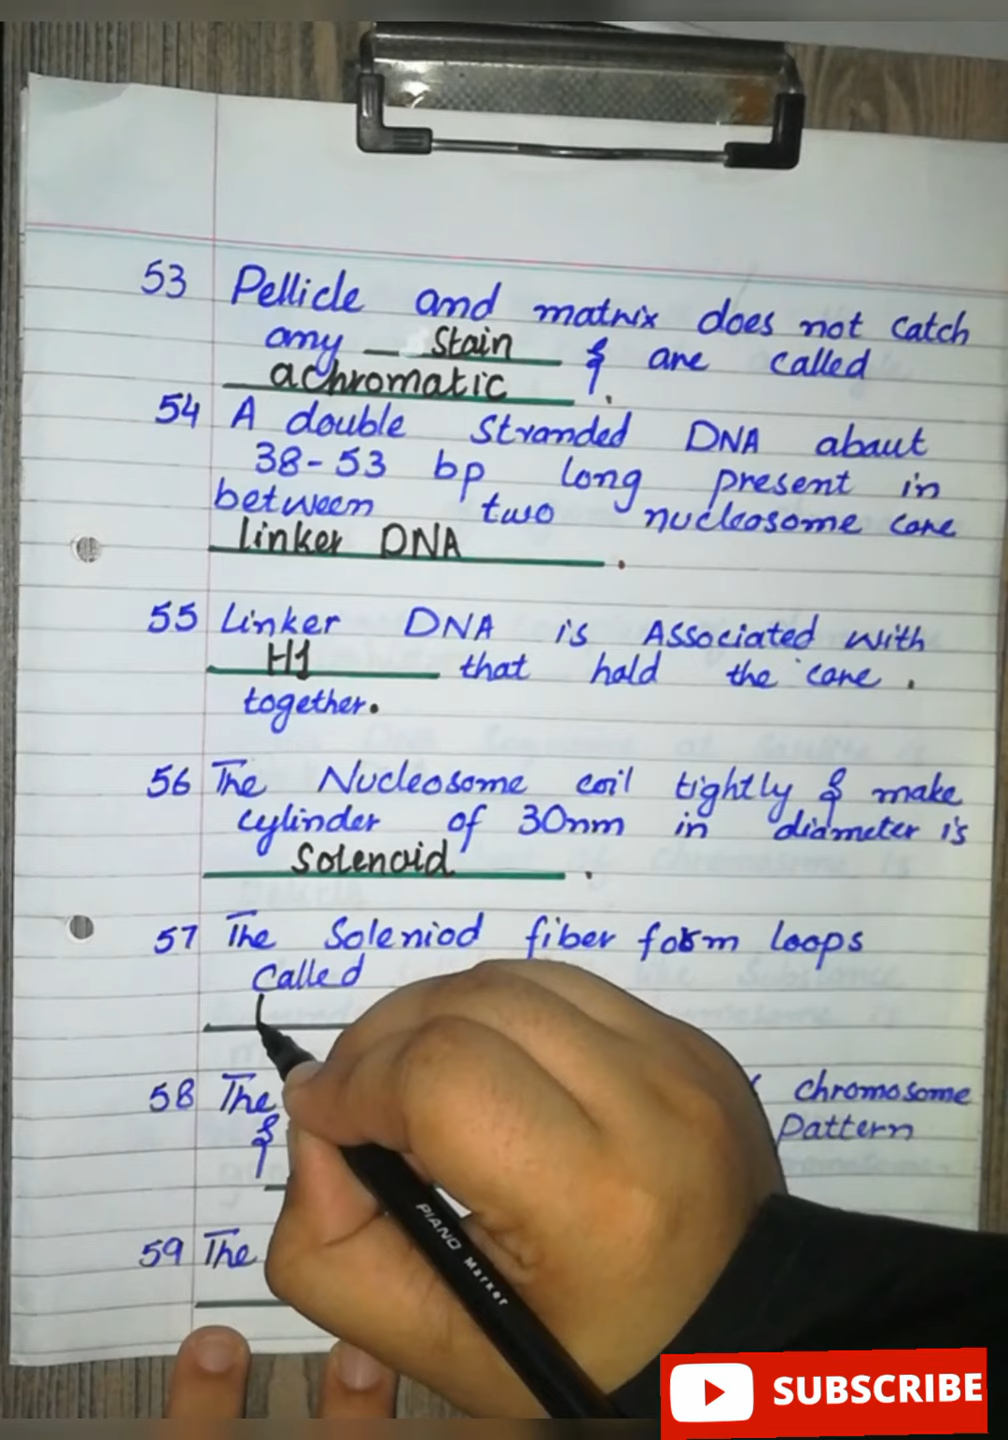 53 Pellicle and matrix does not catch
any stain & are called
achromatic.
54 A double stranded DNA abaut
38-53 bp long present in
between two nucleosome core
linker DNA.
55 Linker DNA is Associated with
H1 that hold the core.
together.
56 The Nucleosome coil tightly & make
cylinder of 30nm in diameter is
Solenoid.
57 The Soleniod fiber form loops
called
58 The chromosome
& Pattern
59 The
PIANO Marker
SUBSCRIBE